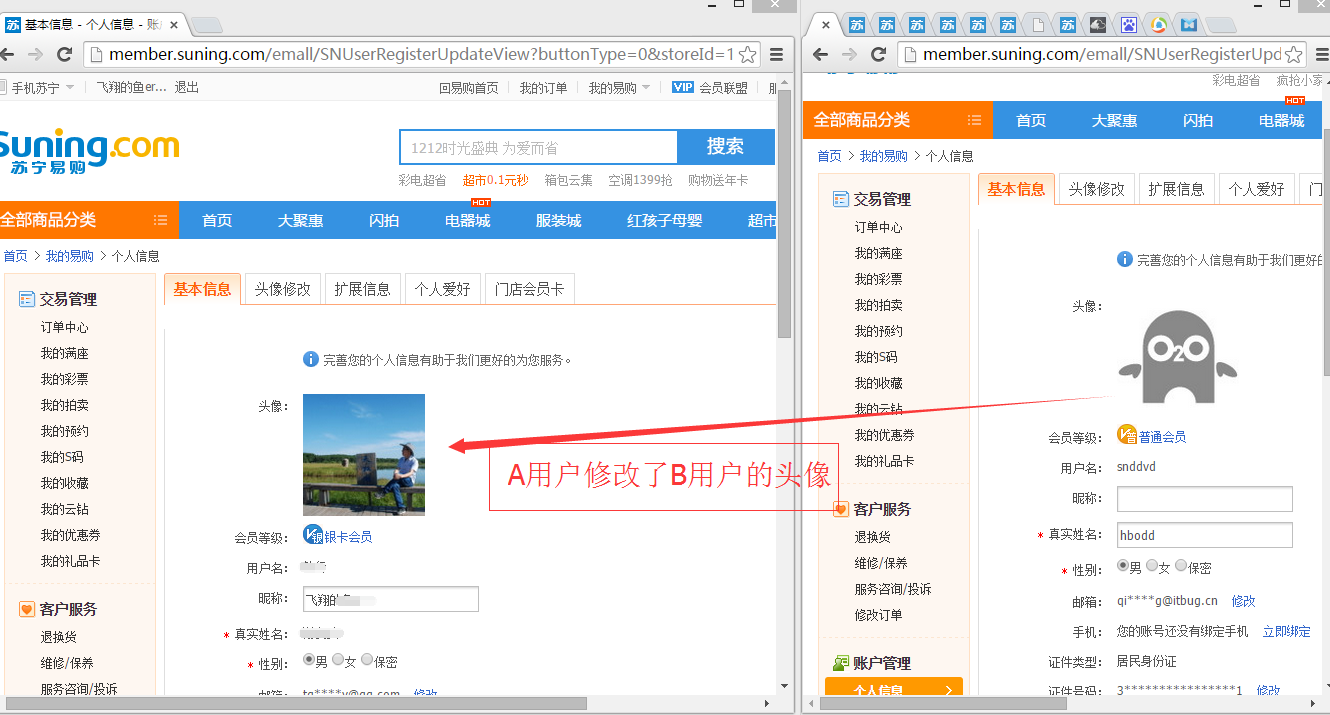 基本信息 - 个人信息 - 账
member.suning.com/emall/SNUserRegisterUpdateView?buttonType=0&storeId=1
手机苏宁 飞翔的鱼er... 退出 回易购首页 我的订单 我的易购 VIP 会员联盟
Suning.com
苏宁易购
1212时光盛典 为爱而省 搜索
彩电超省 超市0.1元秒 箱包云集 空调1399抢 购物送年卡
HOT
全部商品分类 首页 大聚惠 闪拍 电器城 服装城 红孩子母婴 超市
首页 > 我的易购 > 个人信息
交易管理
订单中心
我的满座
我的彩票
我的拍卖
我的预约
我的S码
我的收藏
我的云钻
我的优惠券
我的礼品卡
客户服务
退换货
维修/保养
服务咨询/投诉
基本信息 头像修改 扩展信息 个人爱好 门店会员卡
完善您的个人信息有助于我们更好的为您服务。
头像：
会员等级： 银卡会员
用户名：
昵称： 飞翔的
* 真实姓名：
* 性别： 男 女 保密
邮箱： tg****y@qq.com 修改
A用户修改了B用户的头像
member.suning.com/emall/SNUserRegisterUpd
彩电超省 疯抢小家
HOT
全部商品分类 首页 大聚惠 闪拍 电器城
首页 > 我的易购 > 个人信息
交易管理
订单中心
我的满座
我的彩票
我的拍卖
我的预约
我的S码
我的收藏
我的云钻
我的优惠券
我的礼品卡
客户服务
退换货
维修/保养
服务咨询/投诉
修改订单
账户管理
个人信息
基本信息 头像修改 扩展信息 个人爱好 门
完善您的个人信息有助于我们更好的
头像：
O2O
会员等级： 普通会员
用户名： snddvd
昵称：
* 真实姓名： hbodd
* 性别： 男 女 保密
邮箱： qi****g@itbug.cn 修改
手机： 您的账号还没有绑定手机 立即绑定
证件类型： 居民身份证
证件号码： 3****************1 修改